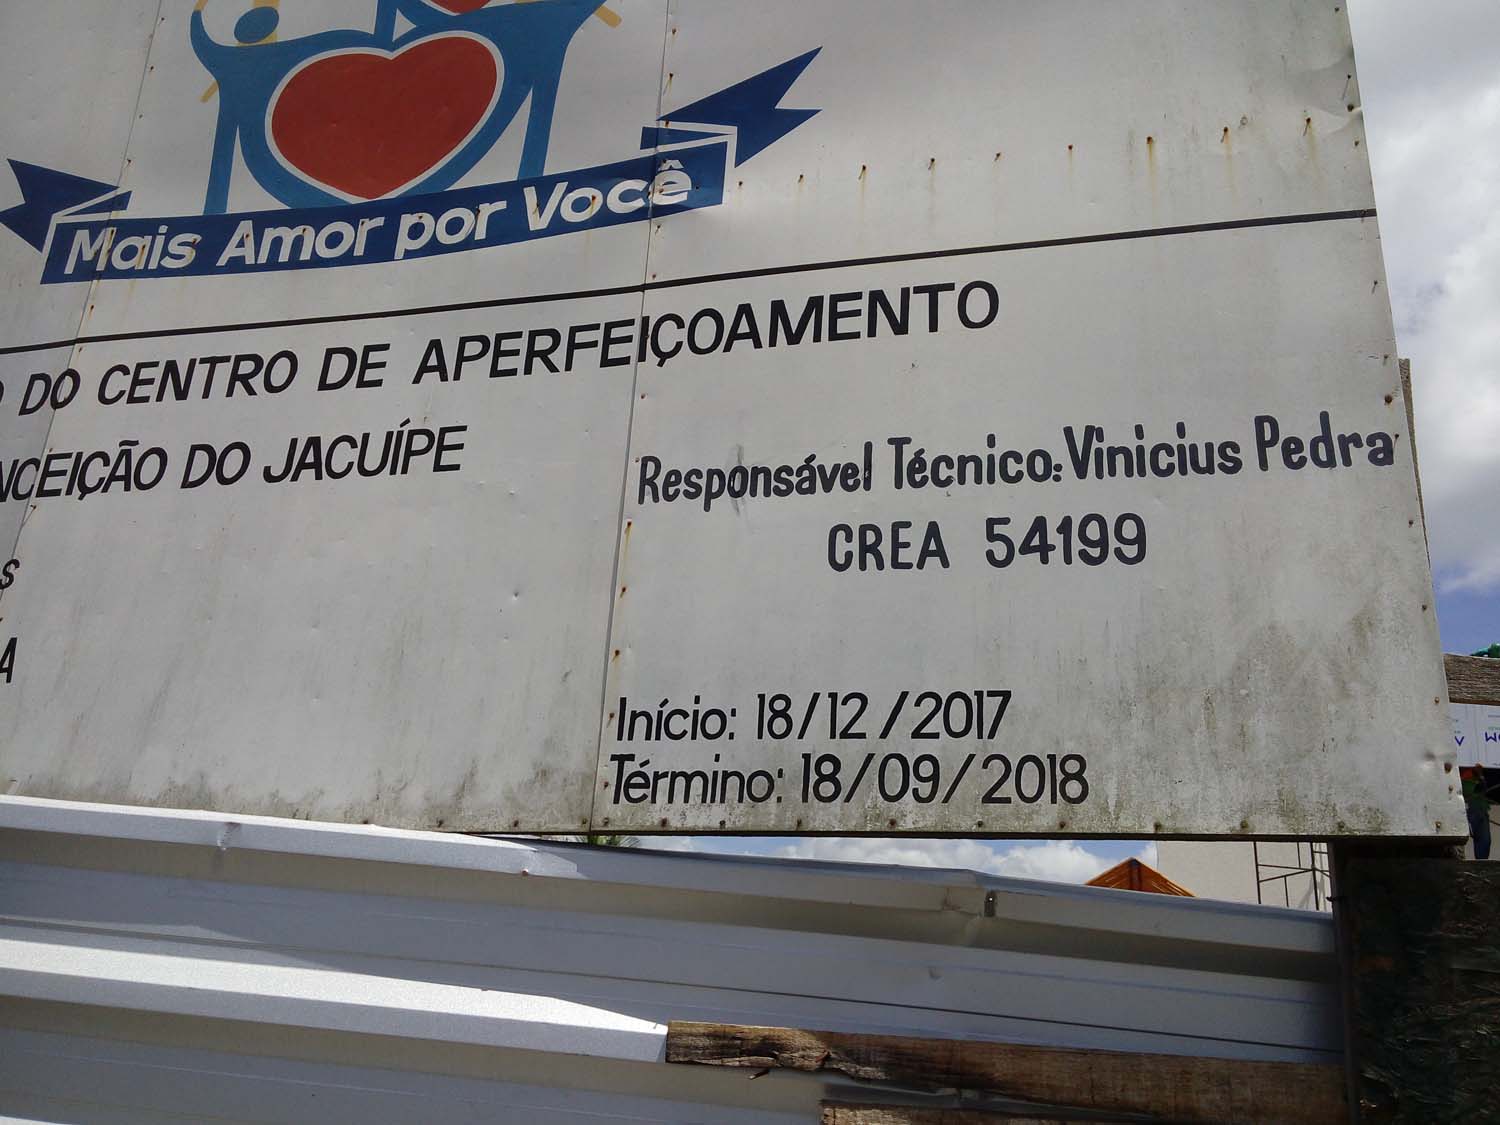 Mais Amor por Você
DO CENTRO DE APERFEIÇOAMENTO
NCEIÇÃO DO JACUÍPE
Responsável Técnico: Vinicius Pedra
CREA 54199
s
A
Início: 18/12/2017
Término: 18/09/2018